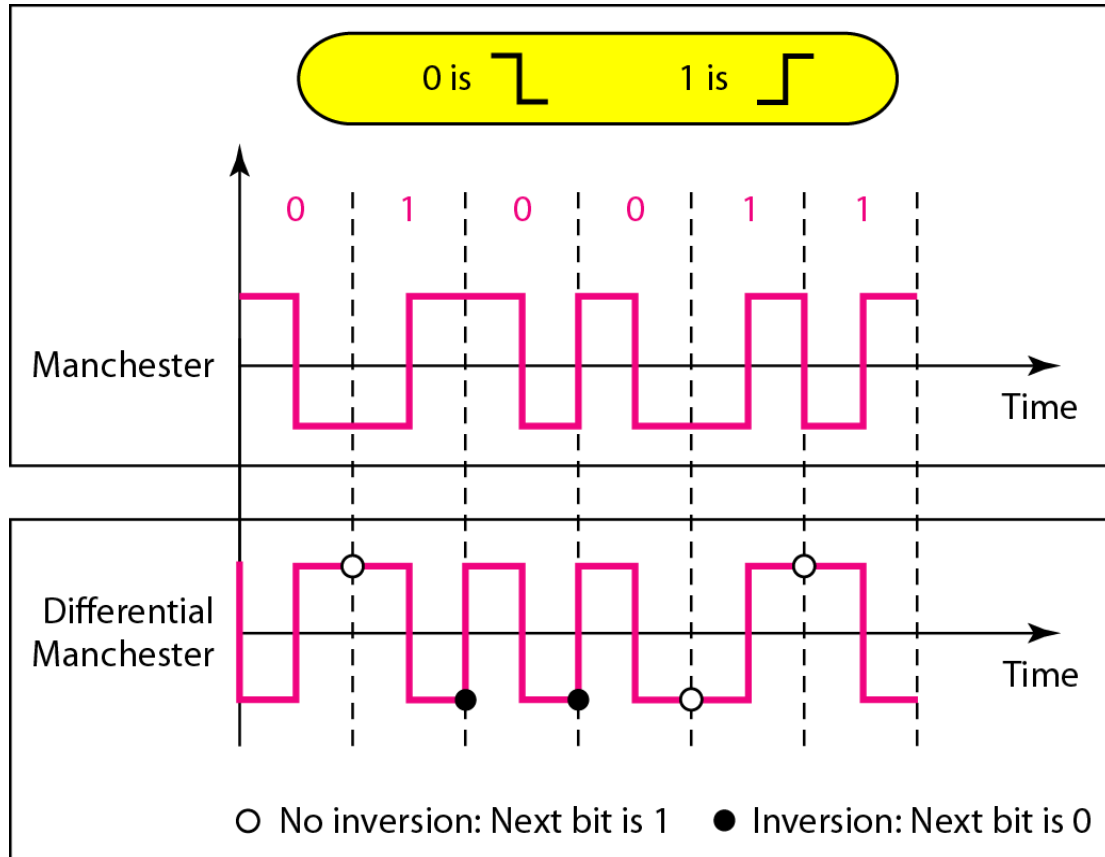 0 is 1 is
0 1 0 0 1 1
Manchester
Time
Differential
Manchester
Time
No inversion: Next bit is 1 Inversion: Next bit is 0